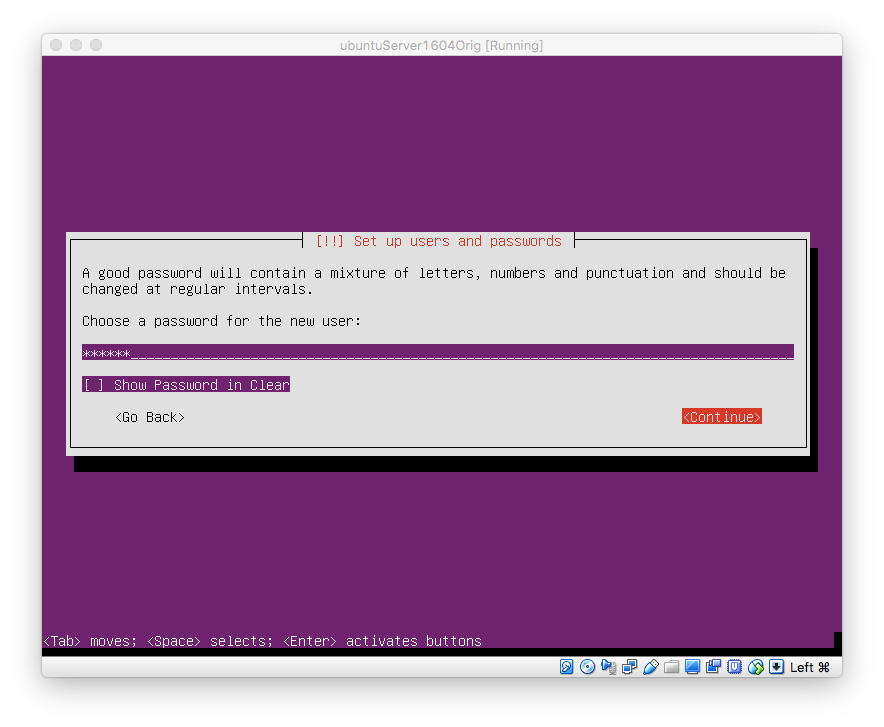 ubuntuServer1604Orig [Running]
[!!] Set up users and passwords
A good password will contain a mixture of letters, numbers and punctuation and should be
changed at regular intervals.
Choose a password for the new user:
******
[ ] Show Password in Clear
<Go Back> <Continue>
<Tab> moves; <Space> selects; <Enter> activates buttons
Left ⌘